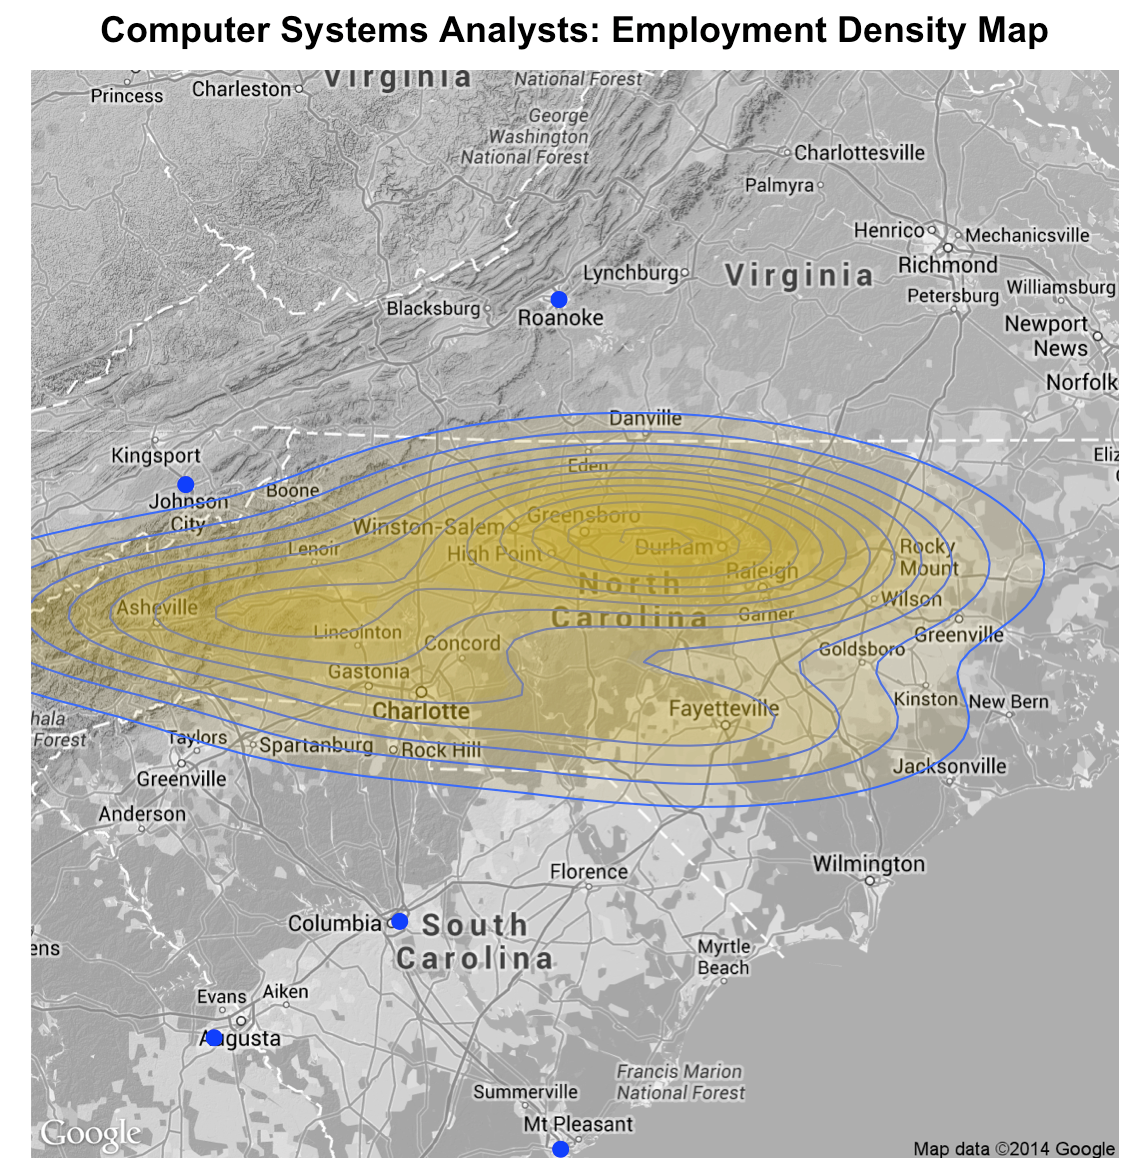 Computer Systems Analysts: Employment Density Map
Virginia
National Forest
Princess
Charleston
George
Washington
National Forest
Charlottesville
Palmyra
Henrico
Mechanicsville
Richmond
Lynchburg
Virginia
Petersburg
Williamsburg
Blacksburg
Roanoke
Newport
News
Norfolk
Danville
Kingsport
Eliz
Eden
Johnson
City
Boone
Winston-Salem
Greensboro
Lenoir
High Point
Durham
Rocky
Mount
Raleigh
North
Carolina
Asheville
Wilson
Garner
Lincolnton
Concord
Goldsboro
Greenville
Gastonia
Charlotte
Fayetteville
Kinston
New Bern
hala
Forest
Taylors
Spartanburg
Rock Hill
Greenville
Jacksonville
Anderson
Florence
Wilmington
Columbia
South
Carolina
ens
Myrtle
Beach
Evans
Aiken
Augusta
Francis Marion
National Forest
Summerville
Mt Pleasant
Google
Map data ©2014 Google